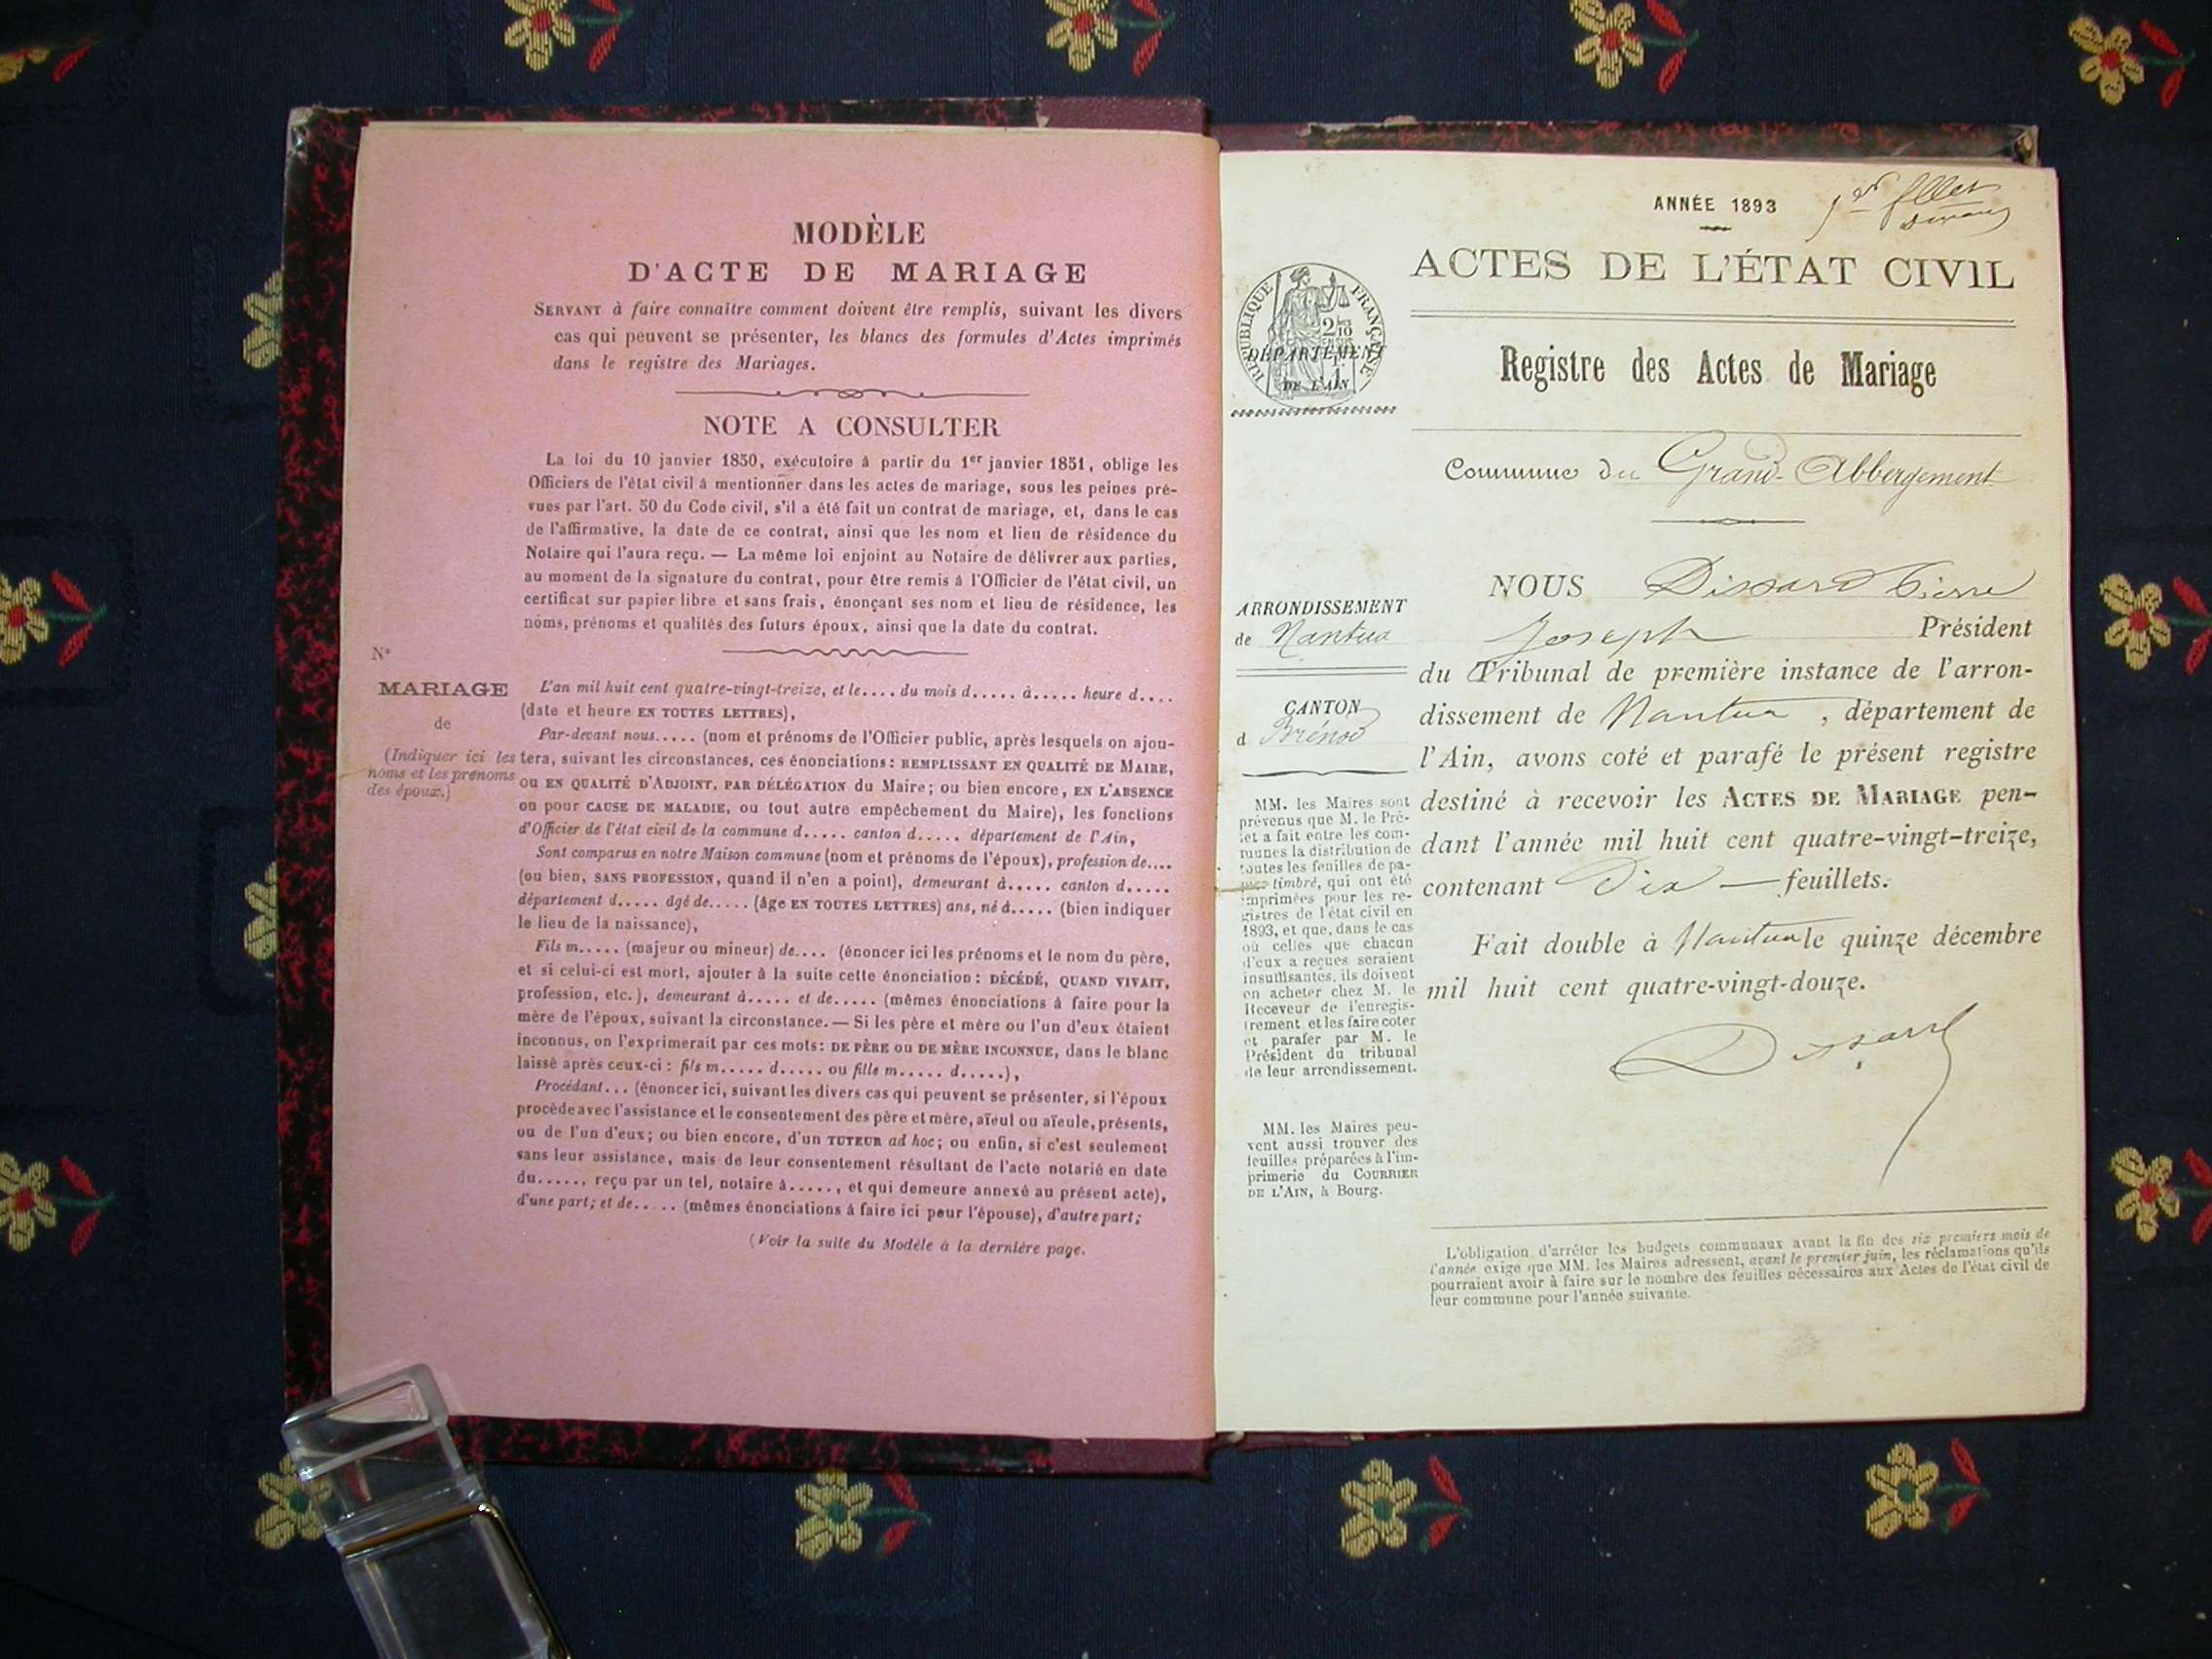 MODÈLE
D'ACTE DE MARIAGE
SERVANT à faire connaître comment doivent être remplis, suivant les divers
cas qui peuvent se présenter, les blancs des formules d'Actes imprimés
dans le registre des Mariages.
NOTE A CONSULTER
La loi du 10 janvier 1850, exécutoire à partir du 1er janvier 1851, oblige les
Officiers de l'état civil à mentionner dans les actes de mariage, sous les peines pré-
vues par l'art. 50 du Code civil, s'il a été fait un contrat de mariage, et, dans le cas
de l'affirmative, la date de ce contrat, ainsi que les nom et lieu de résidence du
Notaire qui l'aura reçu. — La même loi enjoint au Notaire de délivrer aux parties,
au moment de la signature du contrat, pour être remis à l'Officier de l'état civil, un
certificat sur papier libre et sans frais, énonçant ses nom et lieu de résidence, les
noms, prénoms et qualités des futurs époux, ainsi que la date du contrat.
N°
MARIAGE
de
(Indiquer ici les
noms et les prénoms
des époux.)
L'an mil huit cent quatre-vingt-treize, et le.... du mois d..... à..... heure d....
(date et heure EN TOUTES LETTRES),
Par-devant nous..... (nom et prénoms de l'Officier public, après lesquels on ajou-
tera, suivant les circonstances, ces énonciations: REMPLISSANT EN QUALITÉ DE MAIRE,
OU EN QUALITÉ D'ADJOINT, PAR DÉLÉGATION du Maire; ou bien encore, EN L'ABSENCE
ou pour CAUSE DE MALADIE, ou tout autre empêchement du Maire), les fonctions
d'Officier de l'état civil de la commune d..... canton d..... département de l'Ain,
Sont comparus en notre Maison commune (nom et prénoms de l'époux), profession de....
(ou bien, SANS PROFESSION, quand il n'en a point), demeurant à..... canton d.....
département d..... âgé de..... (âge EN TOUTES LETTRES) ans, né à..... (bien indiquer
le lieu de la naissance),
Fils m..... (majeur ou mineur) de.... (énoncer ici les prénoms et le nom du père,
et si celui-ci est mort, ajouter à la suite cette énonciation: DÉCÉDÉ, QUAND VIVAIT,
profession, etc.), demeurant à..... et de..... (mêmes énonciations à faire pour la
mère de l'époux, suivant la circonstance. — Si les père et mère ou l'un d'eux étaient
inconnus, on l'exprimerait par ces mots: DE PÈRE ou DE MÈRE INCONNUE, dans le blanc
laissé après ceux-ci: fils m..... d..... ou fille m..... d.....),
Procédant... (énoncer ici, suivant les divers cas qui peuvent se présenter, si l'époux
procède avec l'assistance et le consentement des père et mère, aïeul ou aïeule, présents,
ou de l'un d'eux; ou bien encore, d'un TUTEUR ad hoc; ou enfin, si c'est seulement
sans leur assistance, mais de leur consentement résultant de l'acte notarié en date
du....., reçu par un tel, notaire à....., et qui demeure annexé au présent acte),
d'une part; et de..... (mêmes énonciations à faire ici pour l'épouse), d'autre part;
(Voir la suite du Modèle à la dernière page.
ANNÉE 1893
RÉPUBLIQUE FRANÇAISE
DÉPARTEMENT
DE L'AIN
ACTES DE L'ÉTAT CIVIL
Registre des Actes de Mariage
Commune du Grand-Abbergement
ARRONDISSEMENT
de Nantua
CANTON
d Brénod
MM. les Maires sont
prévenus que M. le Pré-
fet a fait entre les com-
munes la distribution de
toutes les feuilles de pa-
pier timbré, qui ont été
imprimées pour les re-
gistres de l'état civil en
1893, et que, dans le cas
où celles que chacun
d'eux a reçues seraient
insuffisantes, ils doivent
en acheter chez M. le
Receveur de l'enregis-
trement et les faire coter
et parafer par M. le
Président du tribunal
de leur arrondissement.
MM. les Maires peu-
vent aussi trouver des
feuilles préparées à l'im-
primerie du COURRIER
DE L'AIN, à Bourg.
NOUS Dissard Pierre
Joseph Président
du Tribunal de première instance de l'arron-
dissement de Nantua, département de
l'Ain, avons coté et parafé le présent registre
destiné à recevoir les ACTES DE MARIAGE pen-
dant l'année mil huit cent quatre-vingt-treize,
contenant Dix — feuillets.
Fait double à Nantua le quinze décembre
mil huit cent quatre-vingt-douze.
Dissard
L'obligation d'arrêter les budgets communaux avant la fin des six premiers mois de
l'année exige que MM. les Maires adressent, avant le premier juin, les réclamations qu'ils
pourraient avoir à faire sur le nombre des feuilles nécessaires aux Actes de l'état civil de
leur commune pour l'année suivante.